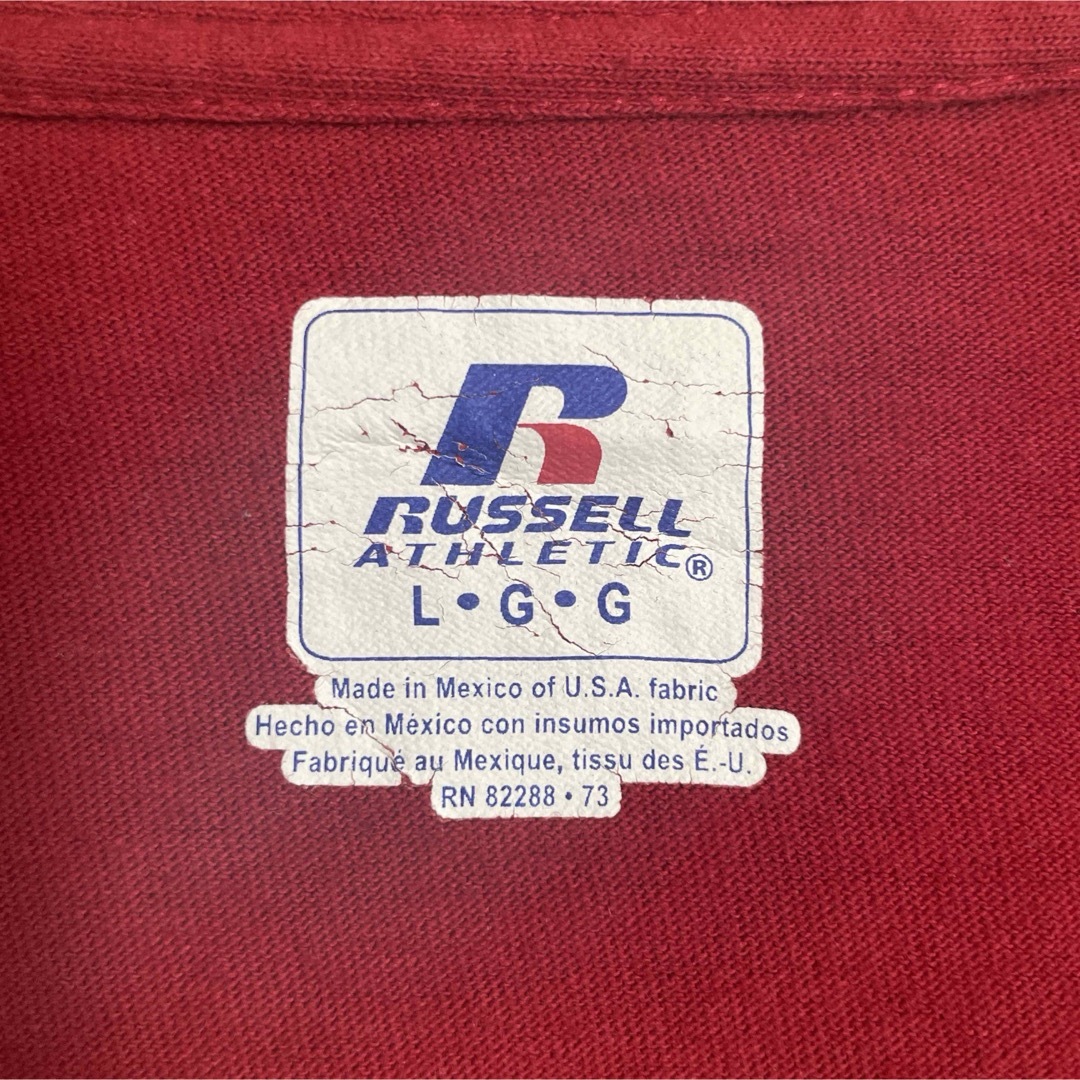 RUSSELL
ATHLETIC®
L•G•G
Made in Mexico of U.S.A. fabric
Hecho en México con insumos importados
Fabriqué au Mexique, tissu des É.-U.
RN 82288 • 73